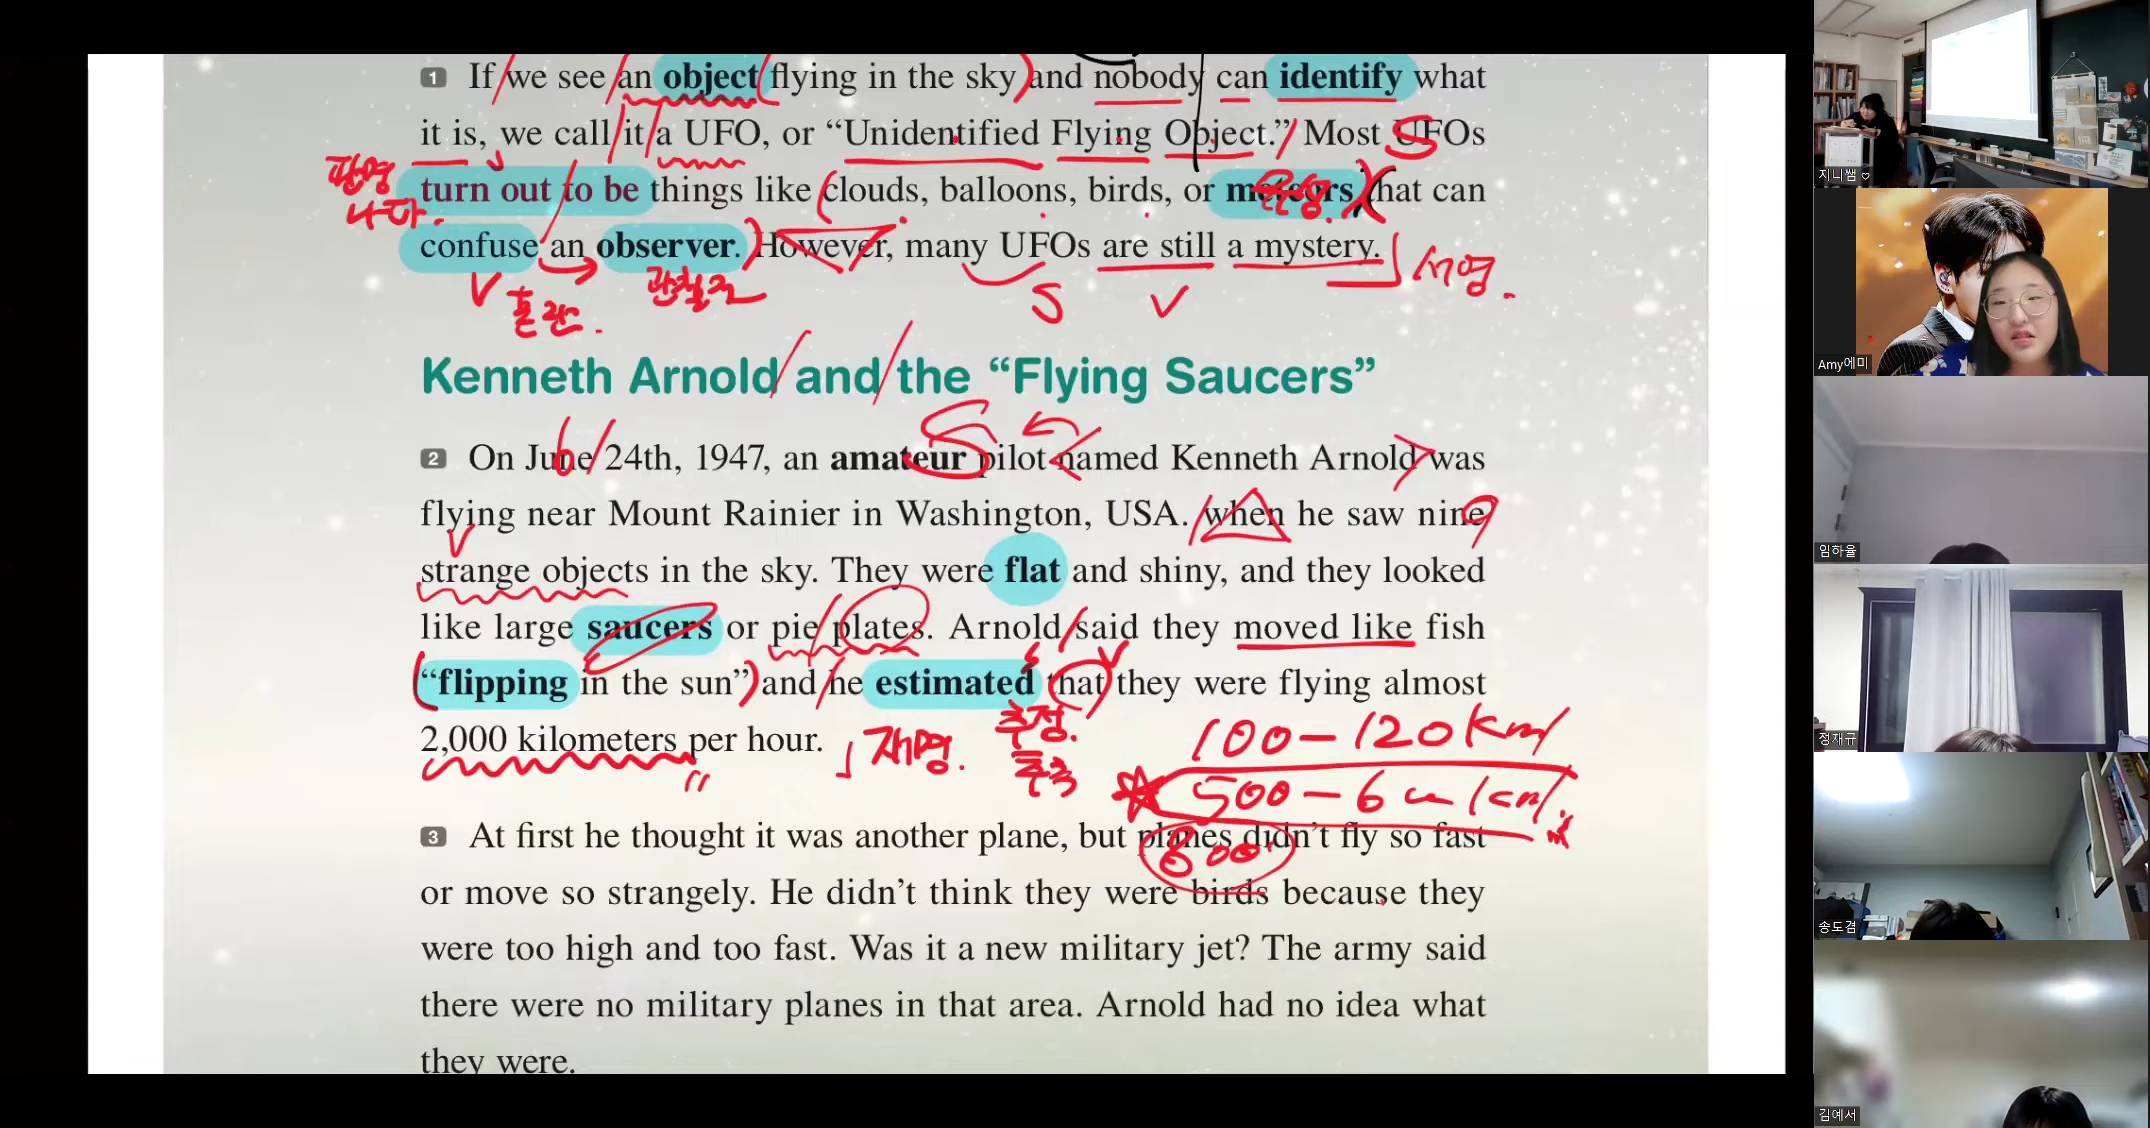 1 If we see an object flying in the sky and nobody can identify what
it is, we call it a UFO, or “Unidentified Flying Object.” Most UFOs
S
판명
turn out to be things like clouds, balloons, birds, or meteors that can
유성.
나다.
confuse an observer. However, many UFOs are still a mystery.
서영.
V 혼란. 관찰자 S V
Kenneth Arnold and the “Flying Saucers”
6 S
2 On June 24th, 1947, an amateur pilot named Kenneth Arnold was
flying near Mount Rainier in Washington, USA. when he saw nine
V 9
strange objects in the sky. They were flat and shiny, and they looked
like large saucers or pie plates. Arnold said they moved like fish
“flipping in the sun” and he estimated that they were flying almost
추정.
2,000 kilometers per hour. 재명.
100-120km
500-6
3 At first he thought it was another plane, but planes didn’t fly so fast
800
or move so strangely. He didn’t think they were birds because they
were too high and too fast. Was it a new military jet? The army said
there were no military planes in that area. Arnold had no idea what
they were.
지니쌤
Amy에미
임하율
정재규
송도겸
김예서